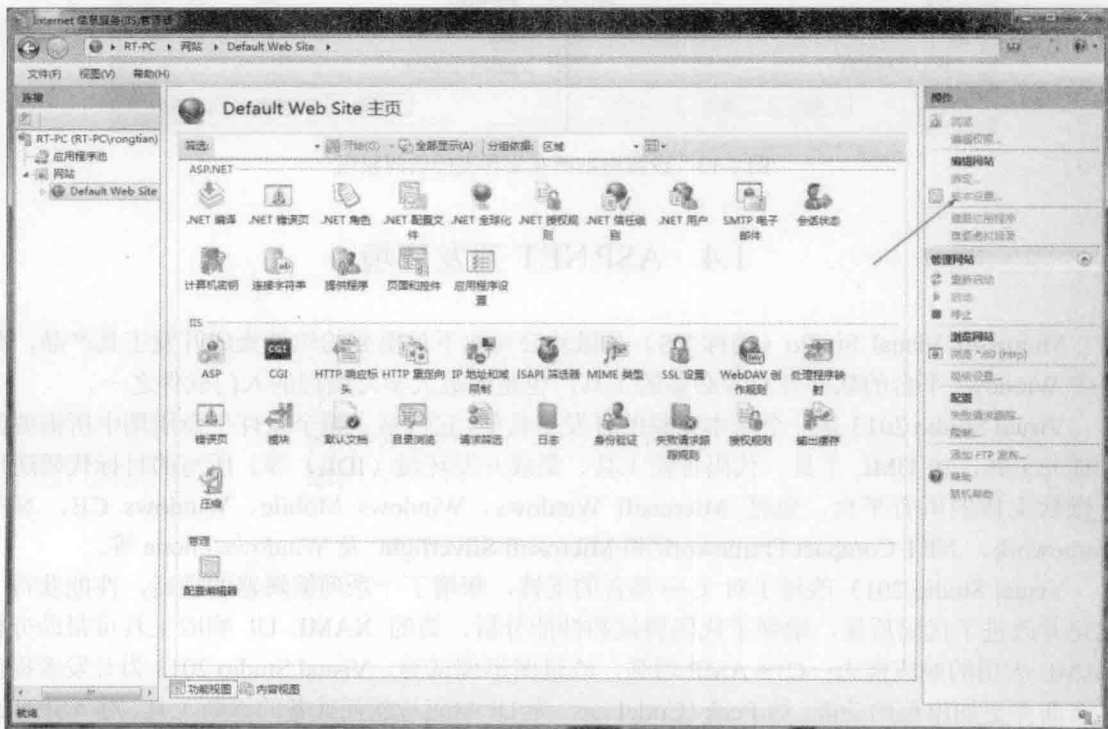 Internet 信息服务(IIS)管理器
RT-PC 网站 Default Web Site
文件(F) 视图(V) 帮助(H)
连接
RT-PC (RT-PC\rongtian)
应用程序池
网站
Default Web Site
Default Web Site 主页
筛选: 开始(G) 全部显示(A) 分组依据: 区域
ASP.NET
.NET 编译 .NET 错误页 .NET 角色 .NET 配置文件 .NET 全球化 .NET 授权规则 .NET 信任级别 .NET 用户 SMTP 电子邮件 会话状态
计算机密钥 连接字符串 提供程序 页面和控件 应用程序设置
IIS
ASP CGI HTTP 响应标头 HTTP 重定向 IP 地址和域限制 ISAPI 筛选器 MIME 类型 SSL 设置 WebDAV 创作规则 处理程序映射
错误页 模块 默认文档 目录浏览 请求筛选 日志 身份验证 失败请求跟踪规则 授权规则 输出缓存
压缩
管理
配置编辑器
功能视图 内容视图
就绪
操作
浏览
编辑权限...
编辑网站
绑定...
基本设置...
查看应用程序
查看虚拟目录
管理网站
重新启动
启动
停止
浏览网站
浏览 *:80 (http)
高级设置...
配置
失败请求跟踪...
限制...
添加 FTP 发布...
帮助
联机帮助